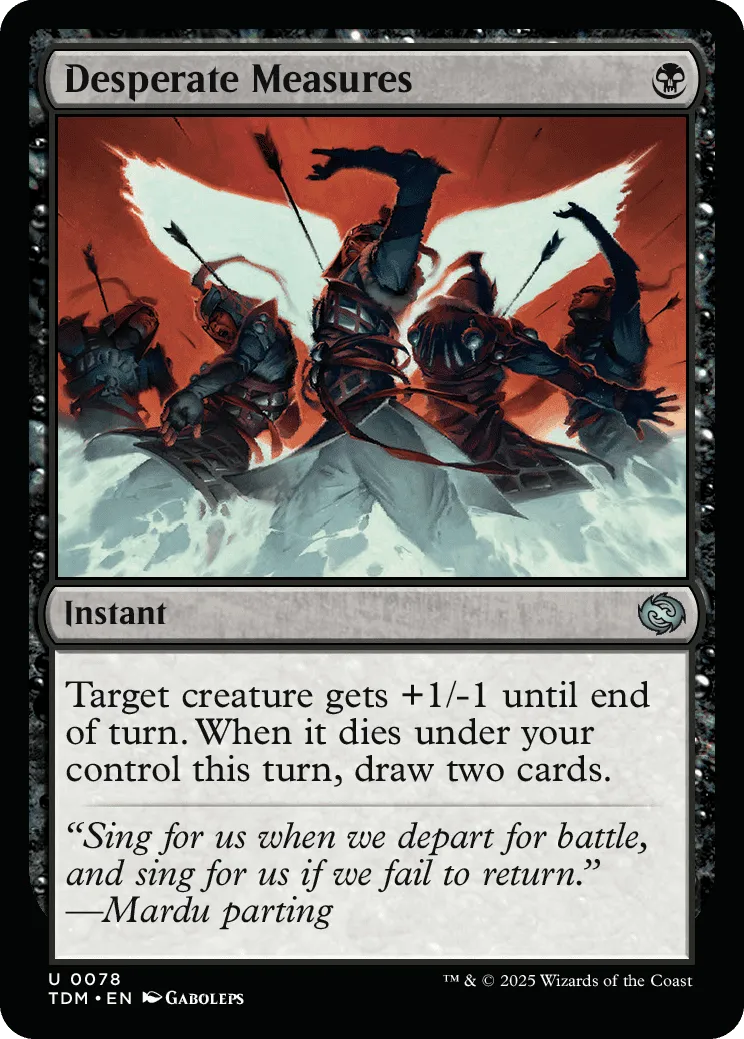 Desperate Measures
Instant
Target creature gets +1/-1 until end
of turn. When it dies under your
control this turn, draw two cards.
“Sing for us when we depart for battle,
and sing for us if we fail to return.”
—Mardu parting
U 0078
TDM • EN Gaboleps
™ & © 2025 Wizards of the Coast